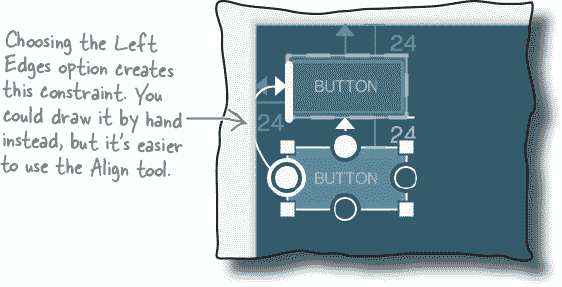 Choosing the Left
Edges option creates
this constraint. You
could draw it by hand
instead, but it's easier
to use the Align tool.
24
BUTTON
24
24
BUTTON